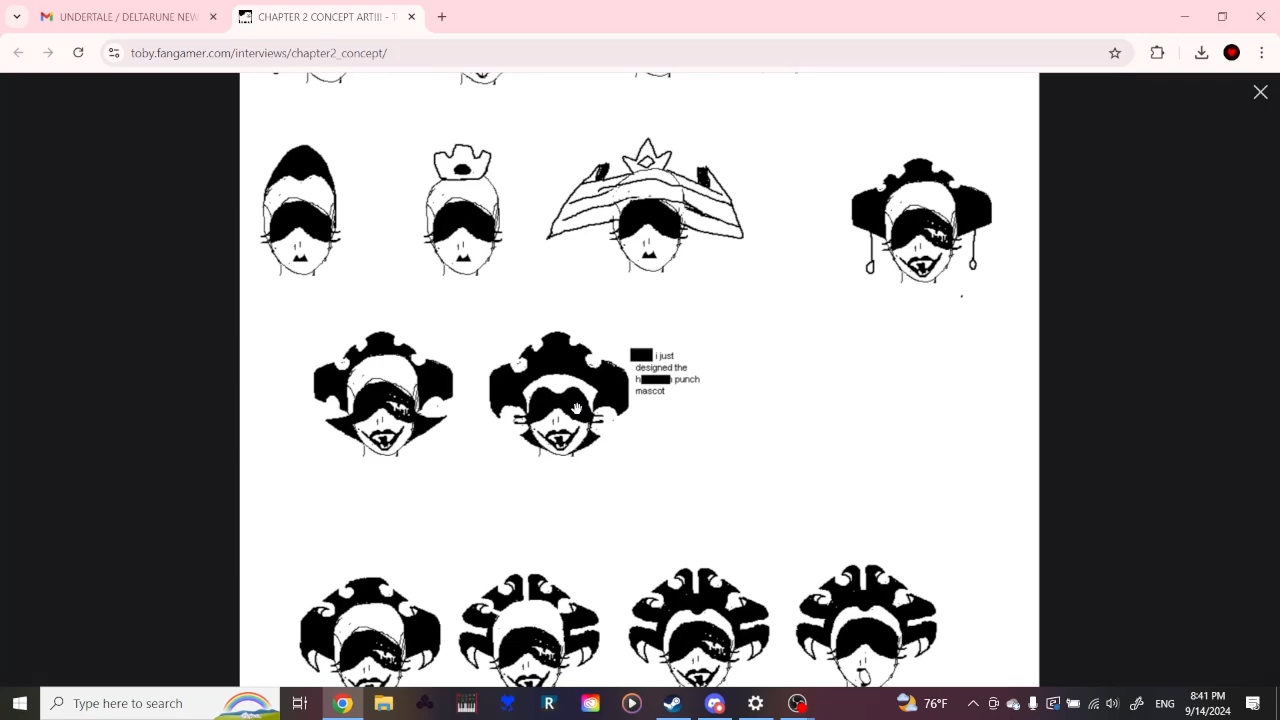 UNDERTALE / DELTARUNE NEW
CHAPTER 2 CONCEPT ART!!! - T
toby.fangamer.com/interviews/chapter2_concept/
i just
designed the
h punch
mascot
Type here to search
76°F
ENG
8:41 PM
9/14/2024